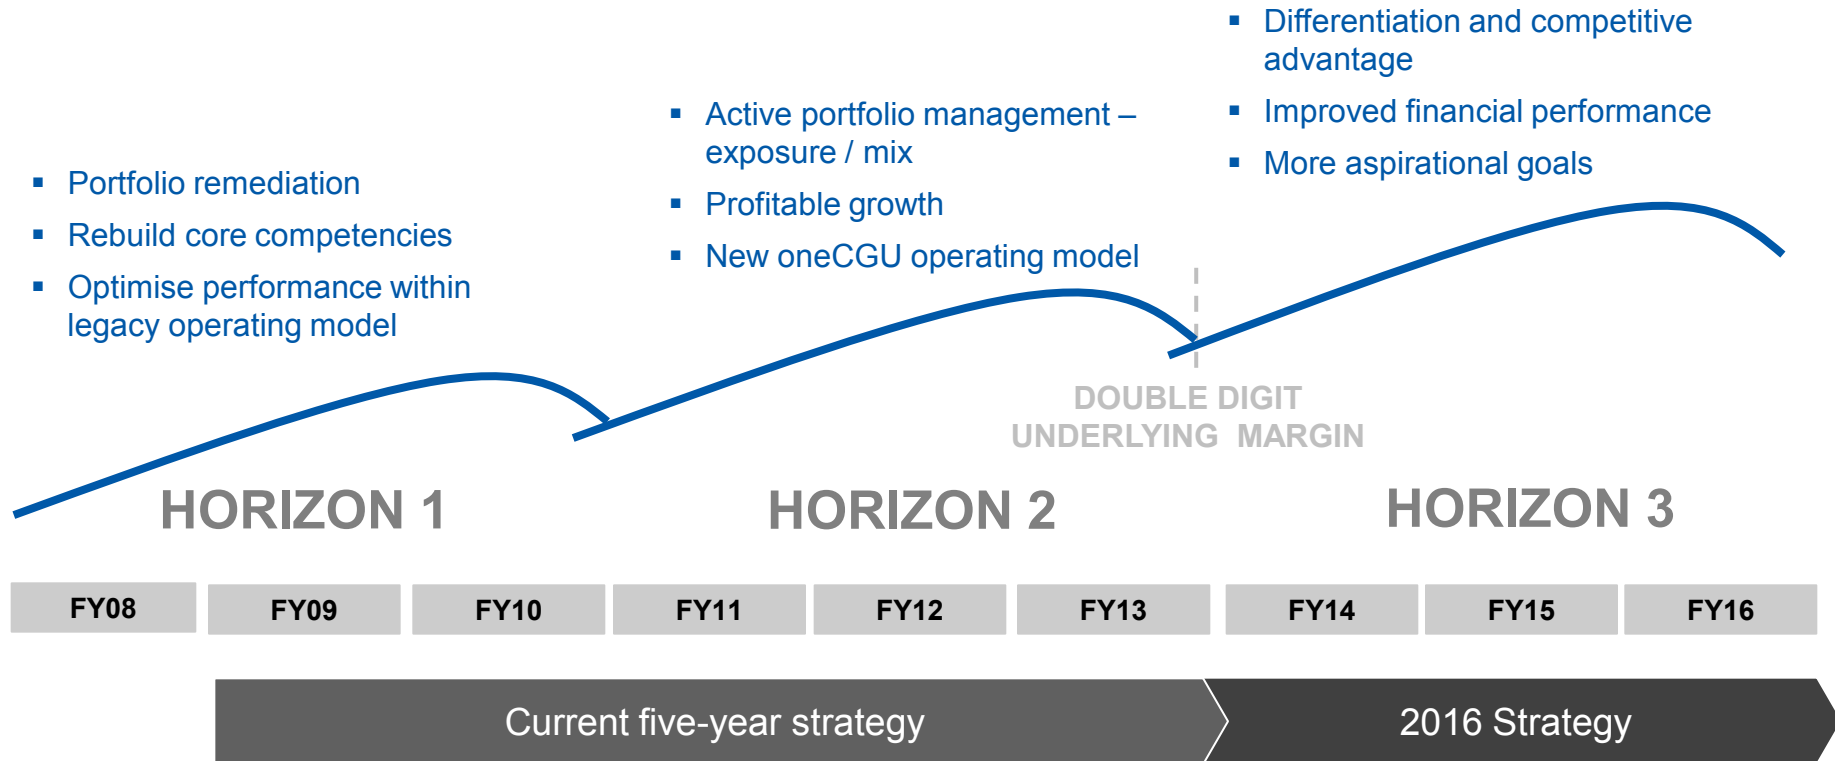 ▪ Portfolio remediation
▪ Rebuild core competencies
▪ Optimise performance within
legacy operating model
▪ Active portfolio management –
exposure / mix
▪ Profitable growth
▪ New oneCGU operating model
▪ Differentiation and competitive
advantage
▪ Improved financial performance
▪ More aspirational goals
DOUBLE DIGIT
UNDERLYING MARGIN
HORIZON 1
HORIZON 2
HORIZON 3
FY08
FY09
FY10
FY11
FY12
FY13
FY14
FY15
FY16
Current five-year strategy
2016 Strategy